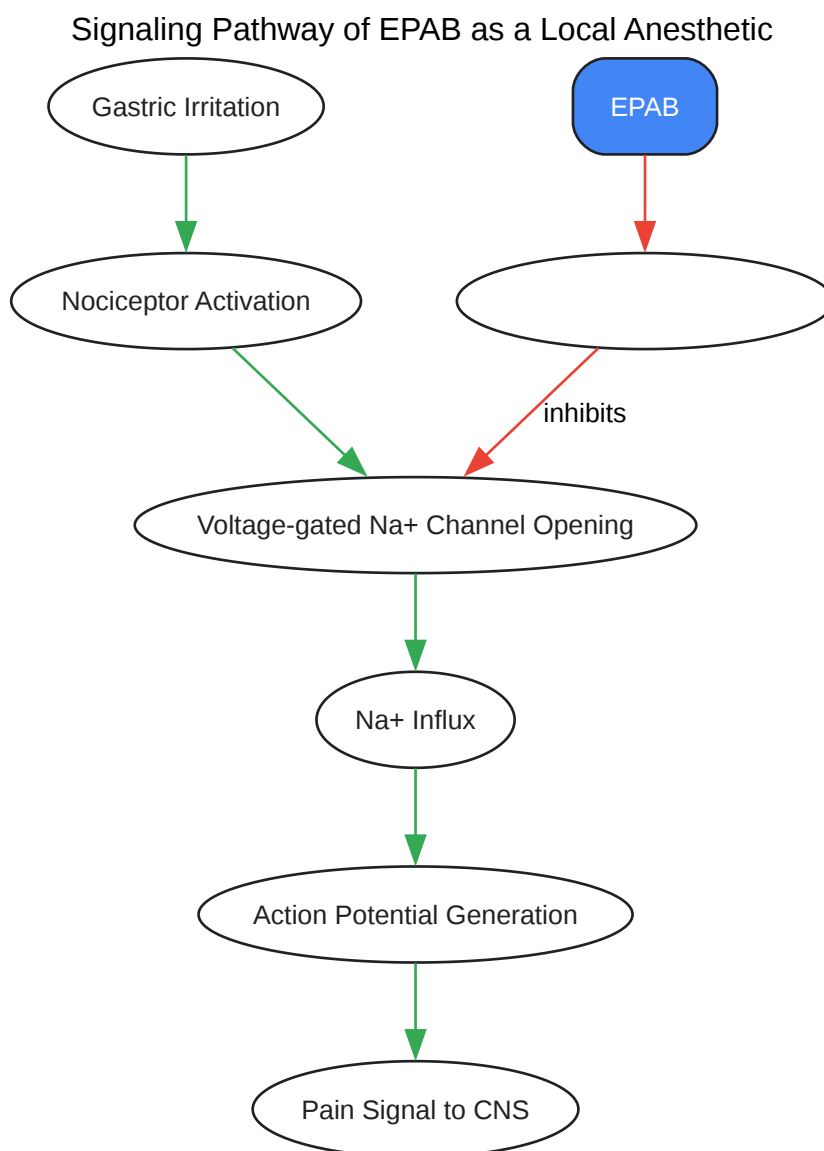 Signaling Pathway of EPAB as a Local Anesthetic
Gastric Irritation
EPAB
Nociceptor Activation
inhibits
Voltage-gated Na+ Channel Opening
Na+ Influx
Action Potential Generation
Pain Signal to CNS